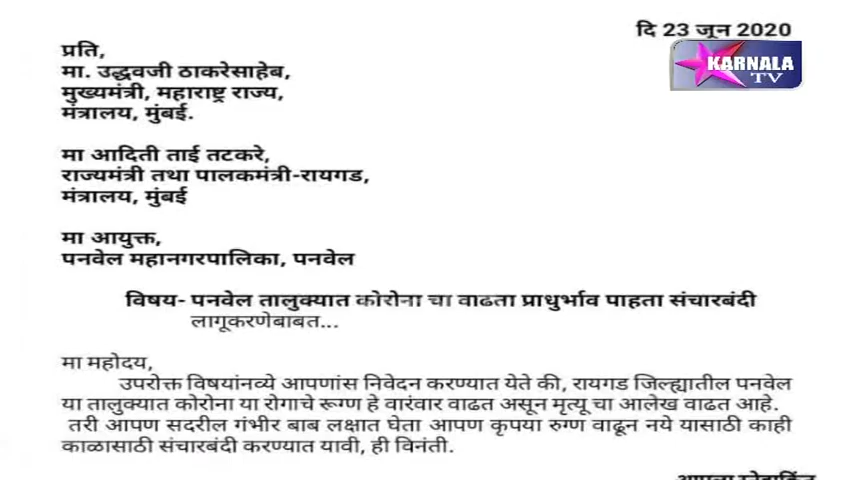 दि 23 जून 2020
KARNALA
TV
प्रति,
मा. उद्धवजी ठाकरेसाहेब,
मुख्यमंत्री, महाराष्ट्र राज्य,
मंत्रालय, मुंबई.
मा आदिती ताई तटकरे,
राज्यमंत्री तथा पालकमंत्री-रायगड,
मंत्रालय, मुंबई
मा आयुक्त,
पनवेल महानगरपालिका, पनवेल
विषय- पनवेल तालुक्यात कोरोना चा वाढता प्राधुर्भाव पाहता संचारबंदी
लागूकरणेबाबत...
मा महोदय,
उपरोक्त विषयांनव्ये आपणांस निवेदन करण्यात येते की, रायगड जिल्ह्यातील पनवेल
या तालुक्यात कोरोना या रोगाचे रूग्ण हे वारंवार वाढत असून मृत्यू चा आलेख वाढत आहे.
तरी आपण सदरील गंभीर बाब लक्षात घेता आपण कृपया रुग्ण वाढून नये यासाठी काही
काळासाठी संचारबंदी करण्यात यावी, ही विनंती.